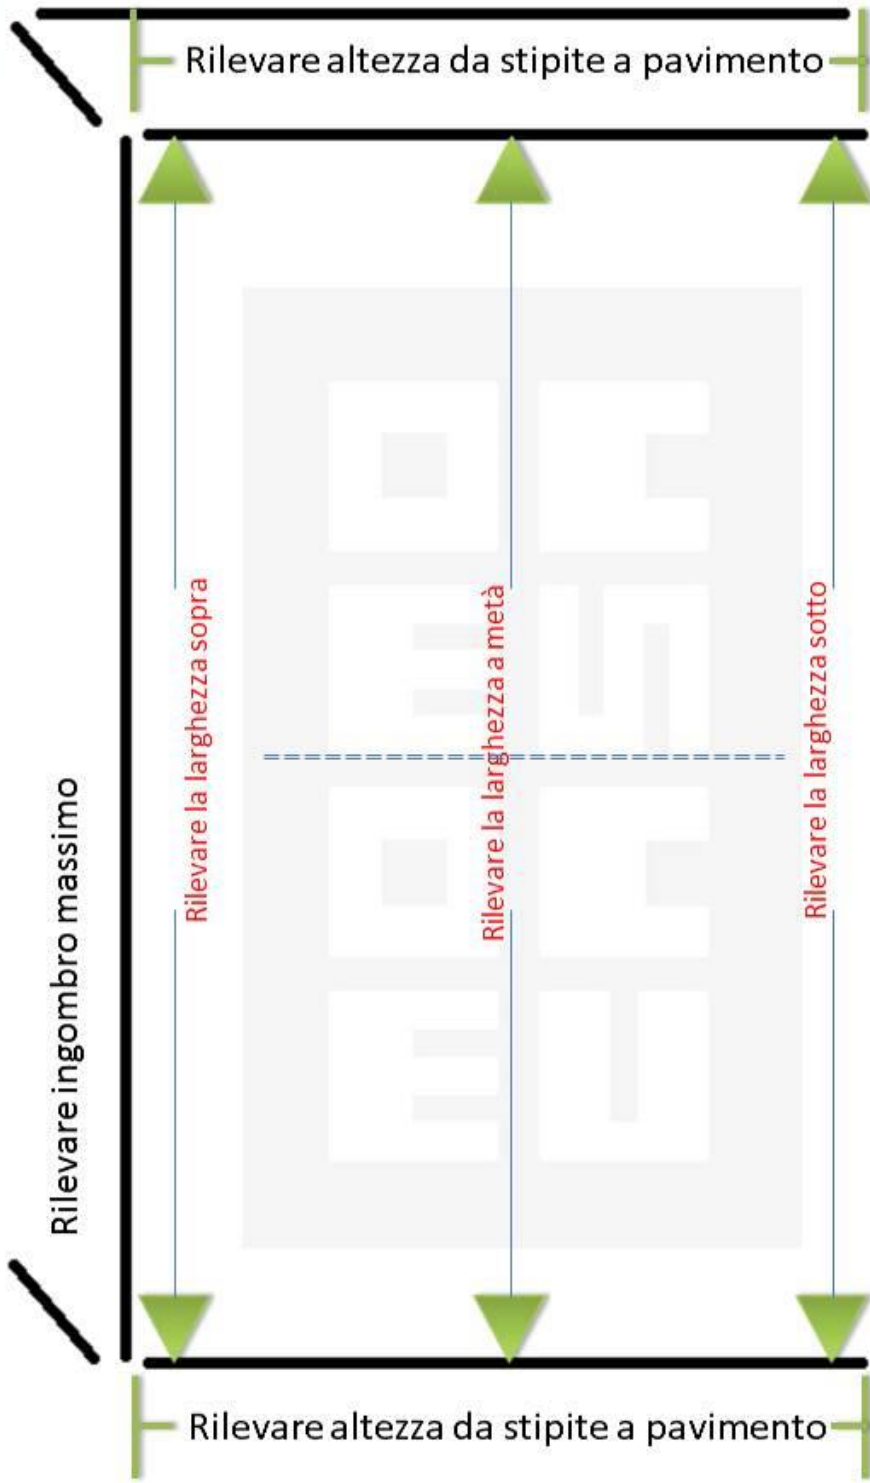 Rilevare altezza da stipite a pavimento
Rilevare ingombro massimo
Rilevare la larghezza sopra
Rilevare la larghezza a metà
Rilevare la larghezza sotto
Rilevare altezza da stipite a pavimento